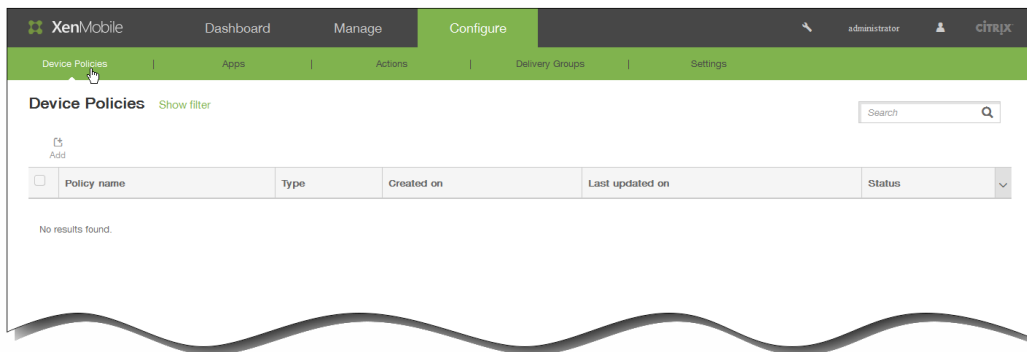 XenMobile Dashboard Manage Configure administrator CITRIX
Device Policies | Apps | Actions | Delivery Groups | Settings
Device Policies Show filter
Search
Add
Policy name Type Created on Last updated on Status
No results found.